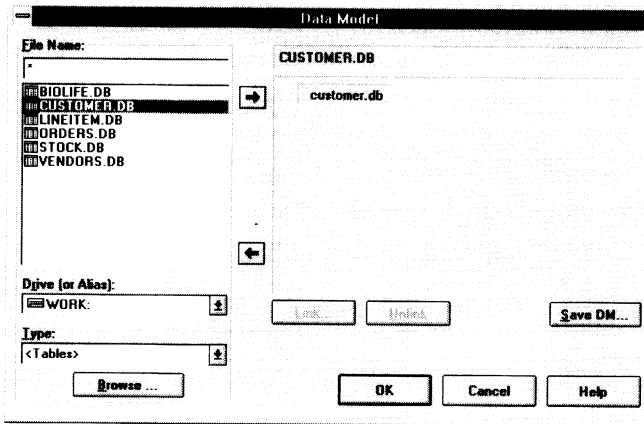 Data Model
File Name:
*
BIOLIFE.DB
CUSTOMER.DB
LINEITEM.DB
ORDERS.DB
STOCK.DB
VENDORS.DB
Drive (or Alias):
WORK:
Type:
<Tables>
Browse ...
CUSTOMER.DB
customer.db
Link...
Unlink
Save DM...
OK
Cancel
Help